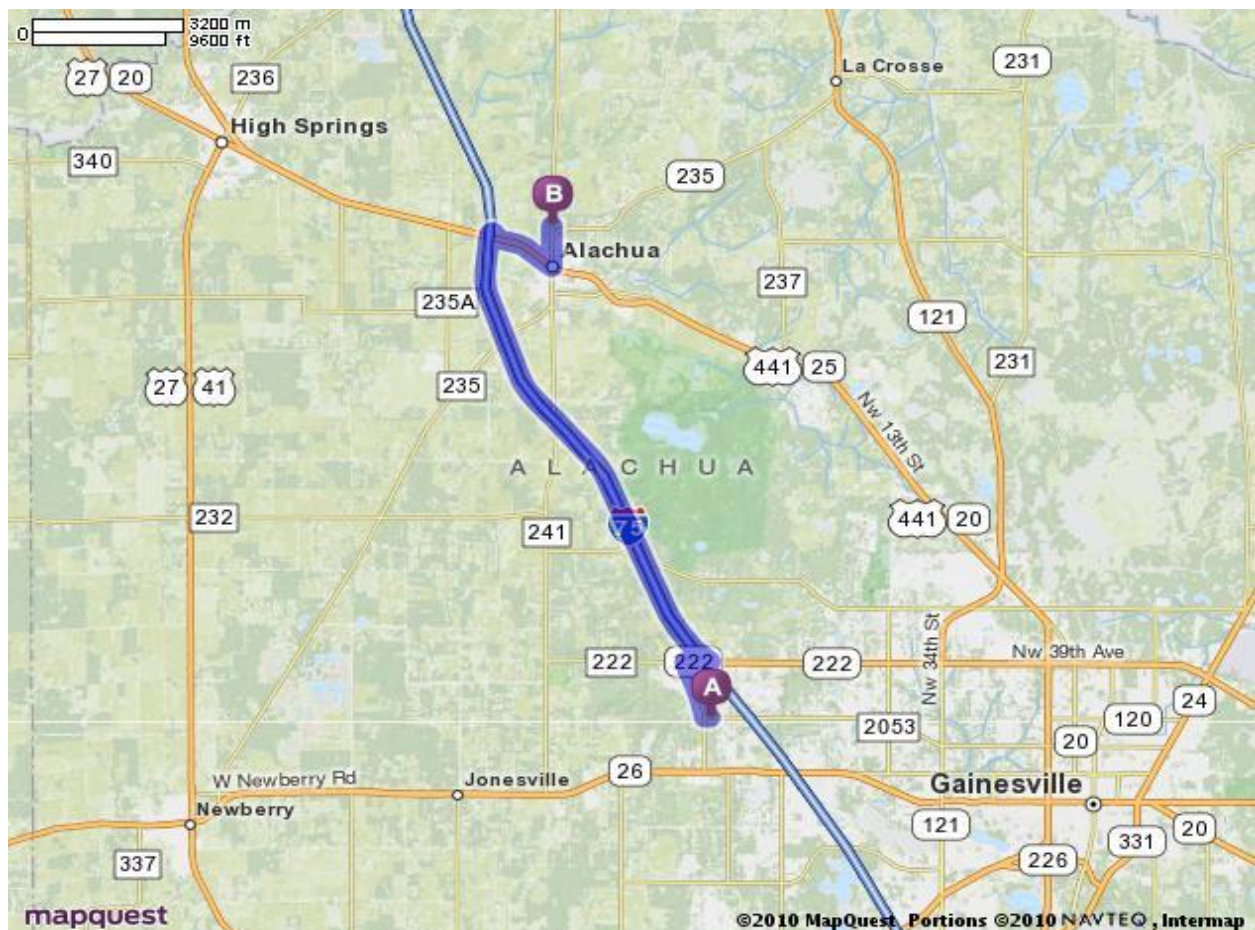 0
3200 m
9600 ft
27
20
236
231
La Crosse
High Springs
340
235
B
Alachua
237
235A
121
231
441
25
27
41
235
Nw 13th St
ALACHUA
232
241
75
441
20
Nw 34th St
222
222
222
Nw 39th Ave
A
24
2053
120
20
26
W Newberry Rd
Jonesville
Gainesville
Newberry
121
20
331
337
226
mapquest
©2010 MapQuest, Portions ©2010 NAVTEQ, Intermap